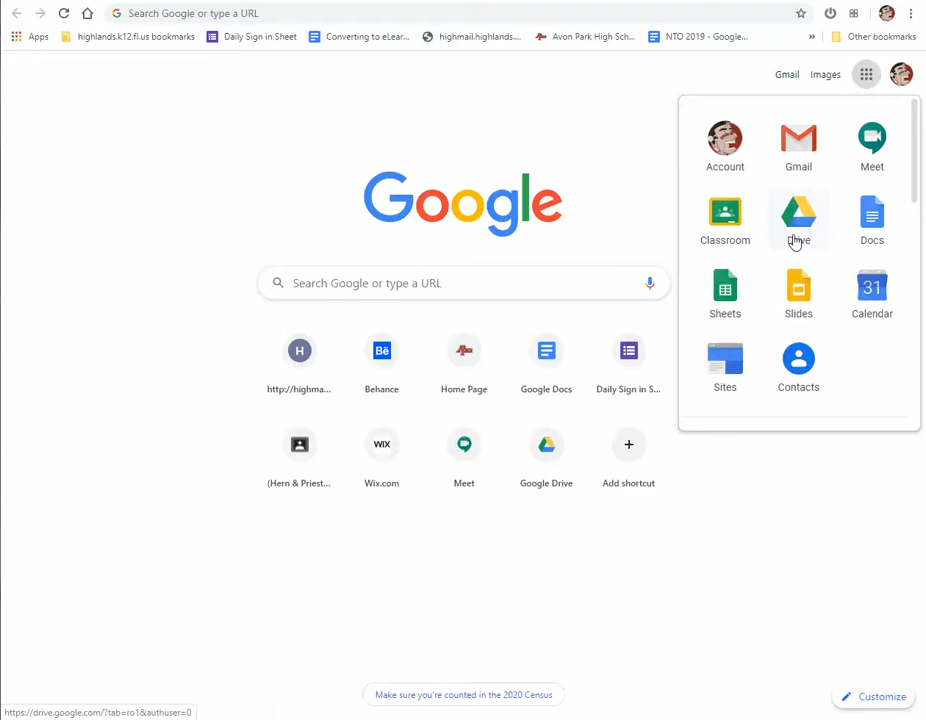 Search Google or type a URL
Apps highlands.k12.fl.us bookmarks Daily Sign in Sheet Converting to eLear... highmail.highlands.... Avon Park High Sch... NTO 2019 - Google... » Other bookmarks
Gmail Images
Account Gmail Meet
Classroom Drive Docs
31
Sheets Slides Calendar
Sites Contacts
Google
Search Google or type a URL
H Bē
http://highma... Behance Home Page Google Docs Daily Sign in S...
WIX
(Hern & Priest... Wix.com Meet Google Drive Add shortcut
Make sure you're counted in the 2020 Census
Customize
https://drive.google.com/?tab=ro1&authuser=0